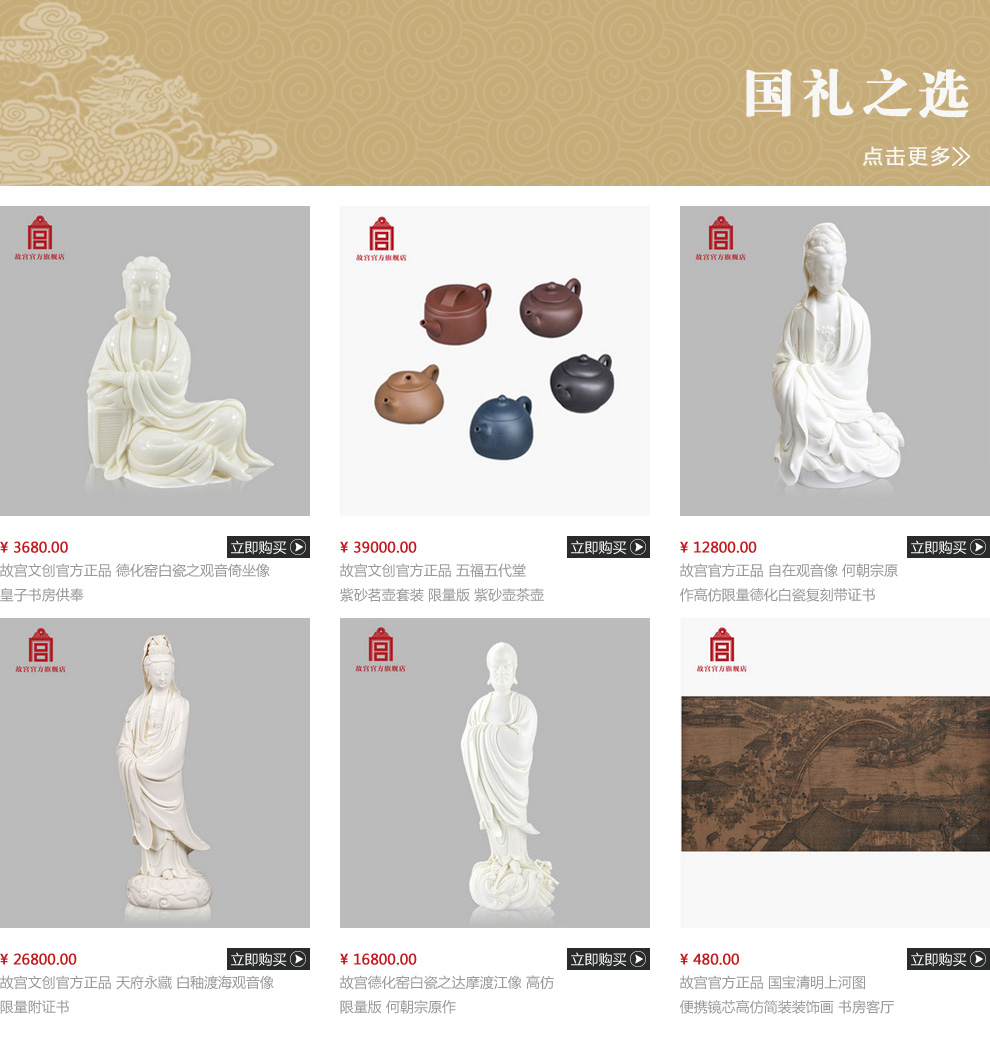 国礼之选
点击更多
故宫官方旗舰店
故宫官方旗舰店
故宫官方旗舰店
¥ 3680.00 立即购买
故宫文创官方正品 德化窑白瓷之观音倚坐像
皇子书房供奉
¥ 39000.00 立即购买
故宫文创官方正品 五福五代堂
紫砂茗壶套装 限量版 紫砂壶茶壶
¥ 12800.00 立即购买
故宫官方正品 自在观音像 何朝宗原
作高仿限量德化白瓷复刻带证书
故宫官方旗舰店
故宫官方旗舰店
故宫官方旗舰店
¥ 26800.00 立即购买
故宫文创官方正品 天府永藏 白釉渡海观音像
限量附证书
¥ 16800.00 立即购买
故宫德化窑白瓷之达摩渡江像 高仿
限量版 何朝宗原作
¥ 480.00 立即购买
故宫官方正品 国宝清明上河图
便携镜芯高仿简装装饰画 书房客厅